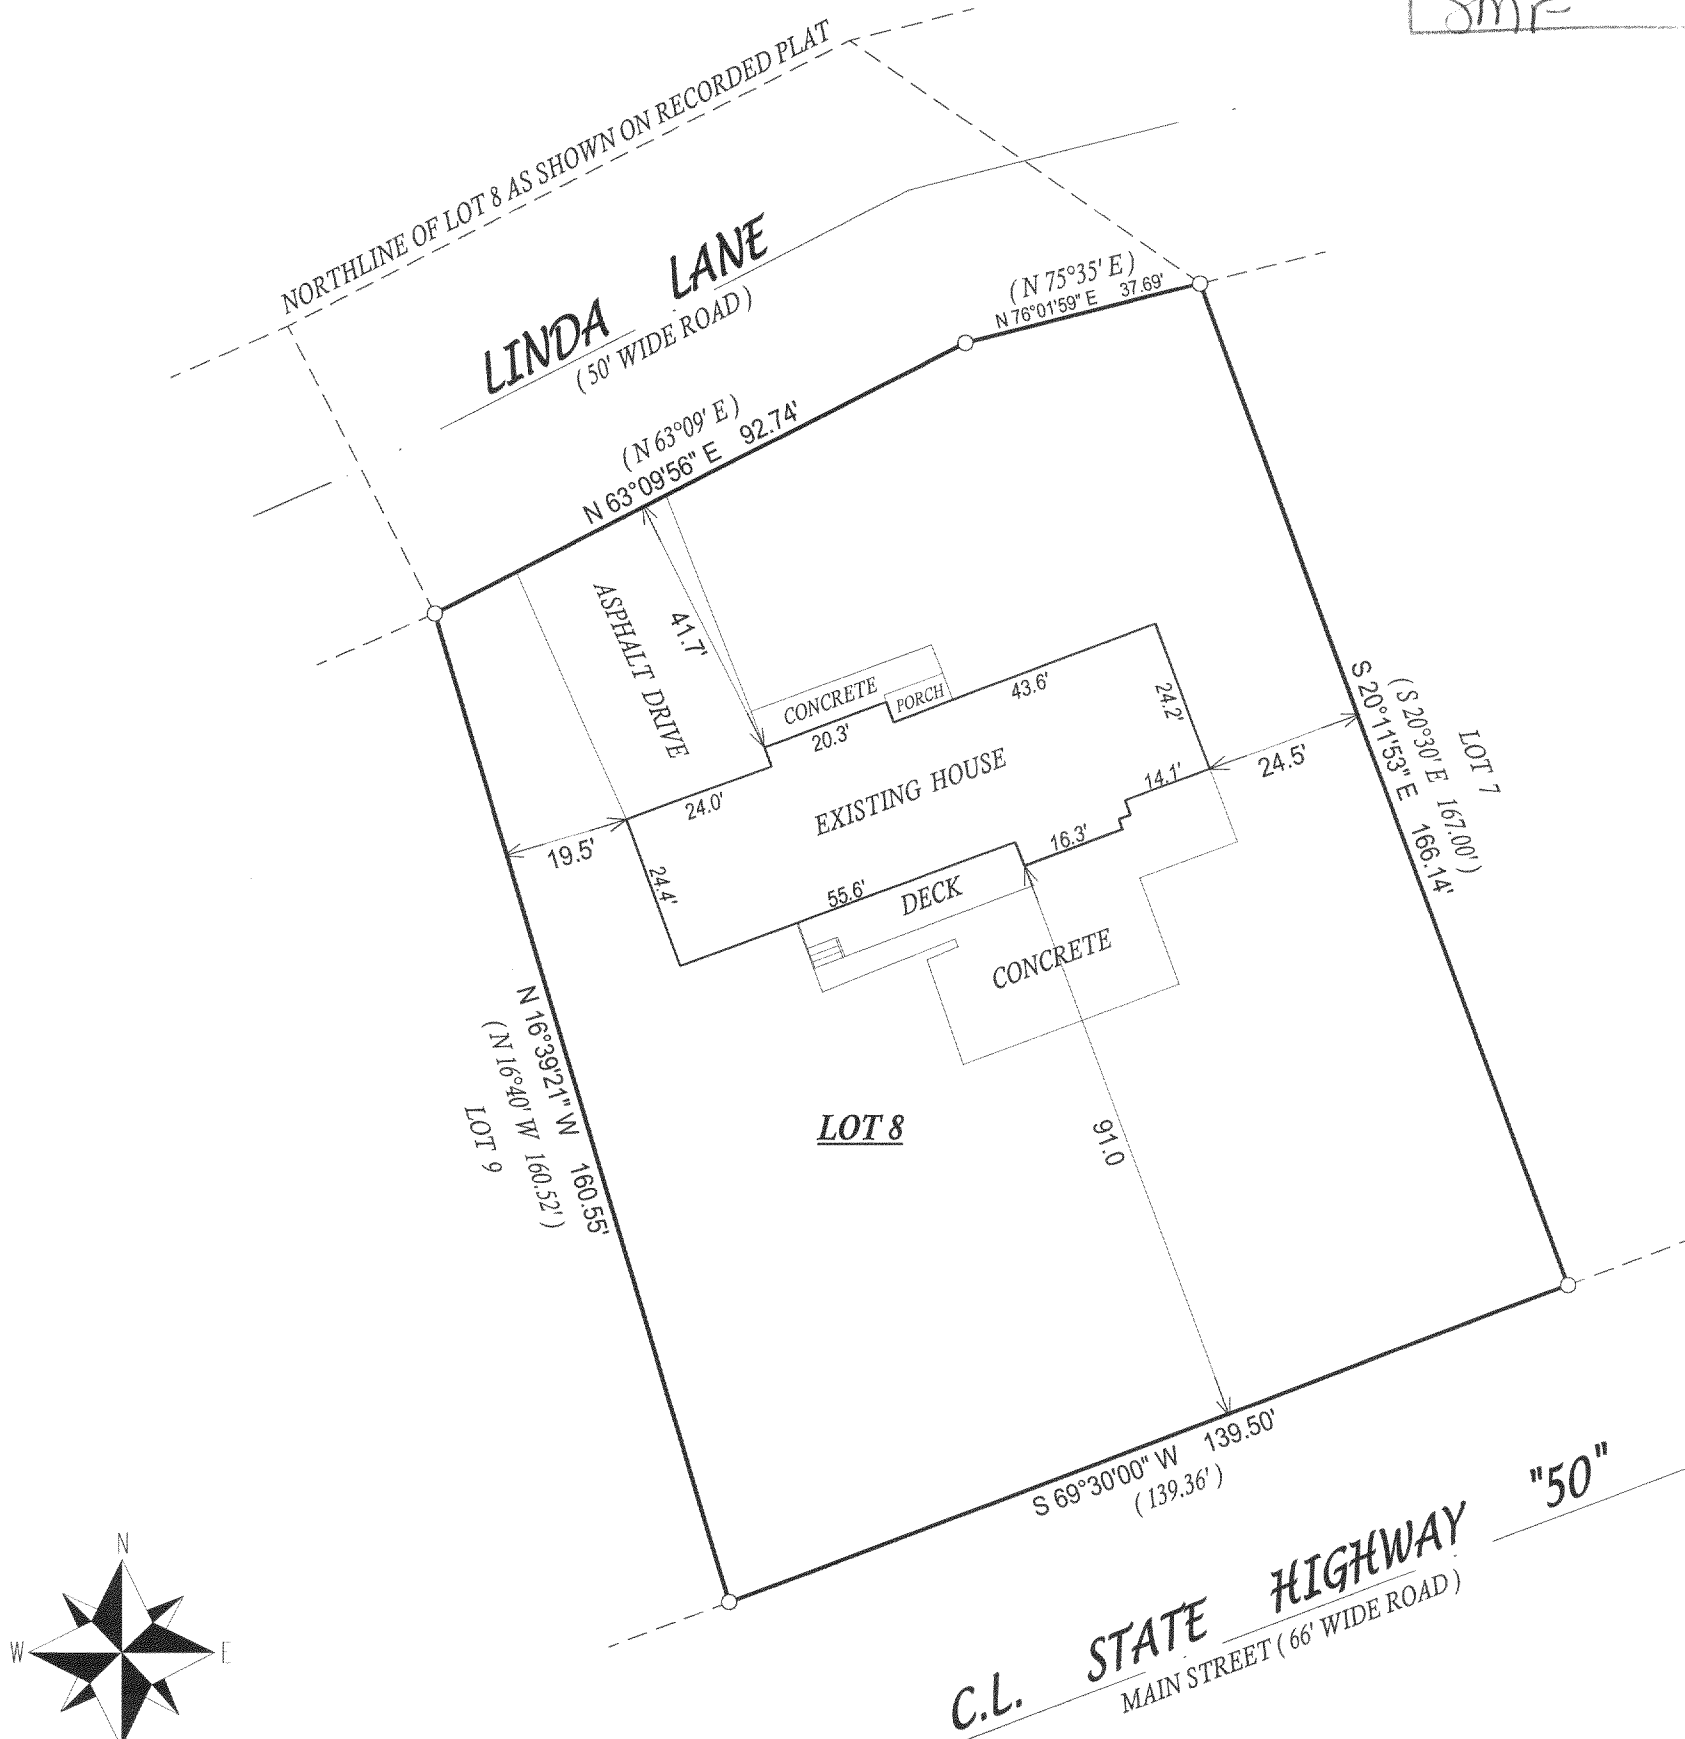 SMF
NORTHLINE OF LOT 8 AS SHOWN ON RECORDED PLAT
LINDA LANE
( 50' WIDE ROAD )
( N 75°35' E )
N 76°01'59" E 37.69'
( N 63°09' E )
N 63°09'56" E 92.74'
ASPHALT DRIVE
41.7'
CONCRETE
PORCH
20.3'
43.6'
24.2'
24.0'
EXISTING HOUSE
14.1'
24.5'
S 20°11'53" E 166.14'
( S 20°30' E 167.00' )
LOT 7
19.5'
24.4'
55.6'
16.3'
DECK
CONCRETE
N 16°39'21" W 160.55'
( N 16°40' W 160.52' )
LOT 9
LOT 8
91.0
S 69°30'00" W 139.50'
( 139.36' )
C.L. STATE HIGHWAY "50"
MAIN STREET ( 66' WIDE ROAD )
N
W
E